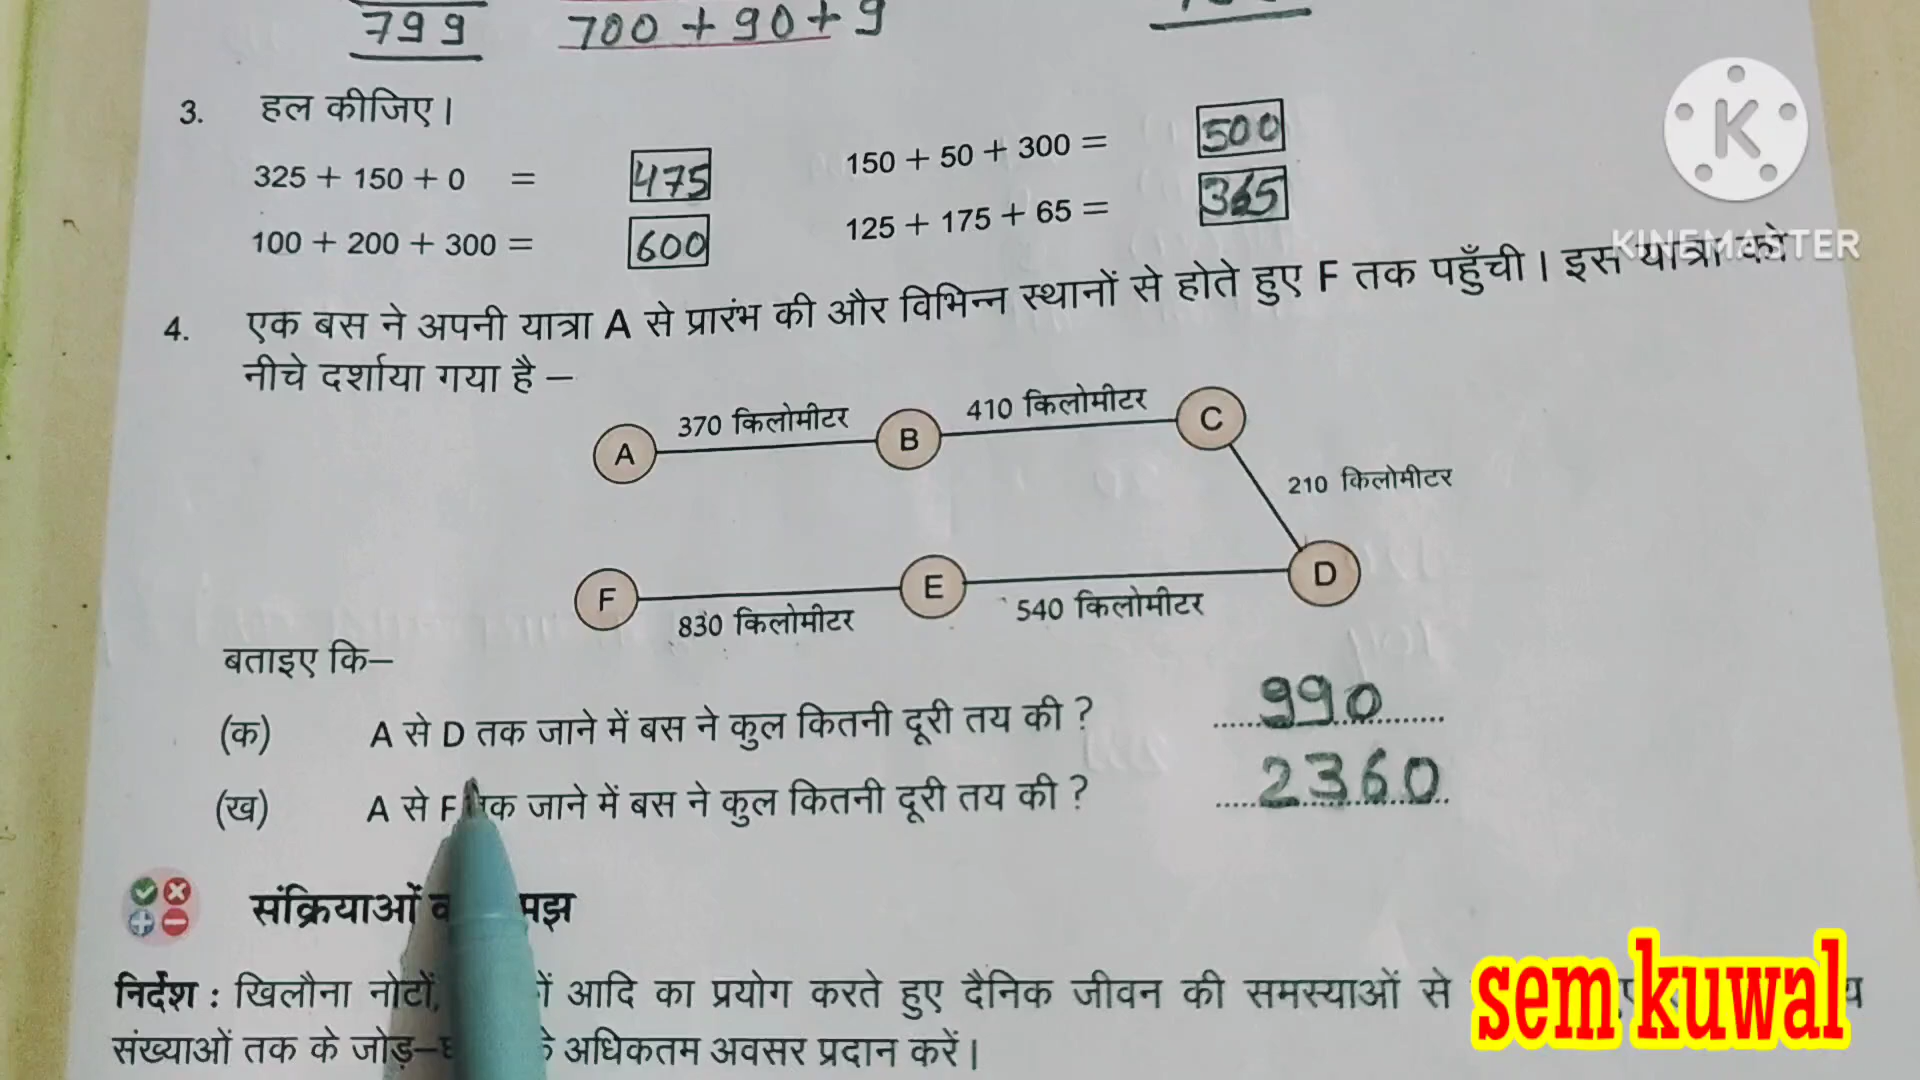 799 700 + 90 + 9
3. हल कीजिए।
325 + 150 + 0 = 475 150 + 50 + 300 = 500
100 + 200 + 300 = 600 125 + 175 + 65 = 365
4. एक बस ने अपनी यात्रा A से प्रारंभ की और विभिन्न स्थानों से होते हुए F तक पहुँची। इस यात्रा को
नीचे दर्शाया गया है –
370 किलोमीटर 410 किलोमीटर
A B C
210 किलोमीटर
F E D
830 किलोमीटर 540 किलोमीटर
बताइए कि–
(क) A से D तक जाने में बस ने कुल कितनी दूरी तय की ? 990
(ख) A से F तक जाने में बस ने कुल कितनी दूरी तय की ? 2360
संक्रियाओं
निर्देश : खिलौना नोटों, आदि का प्रयोग करते हुए दैनिक जीवन की समस्याओं से
संख्याओं तक के अधिकतम अवसर प्रदान करें।
K
KINEMASTER
sem kuwal